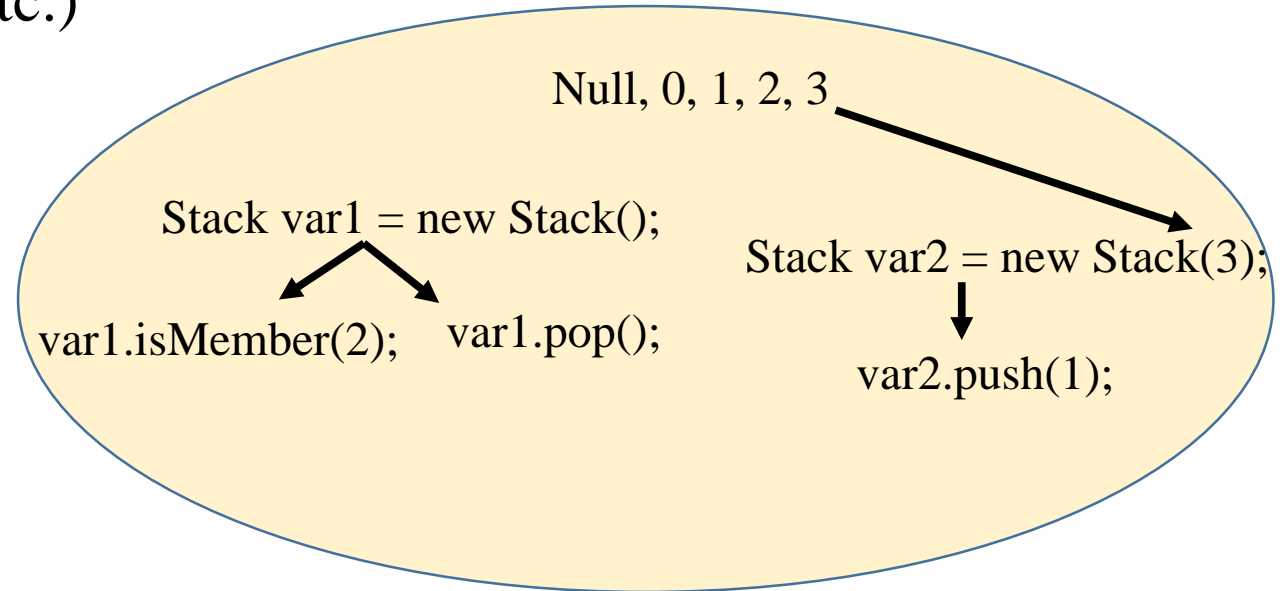 tc.)
Null, 0, 1, 2, 3
Stack var1 = new Stack();
Stack var2 = new Stack(3);
var1.isMember(2);
var1.pop();
var2.push(1);